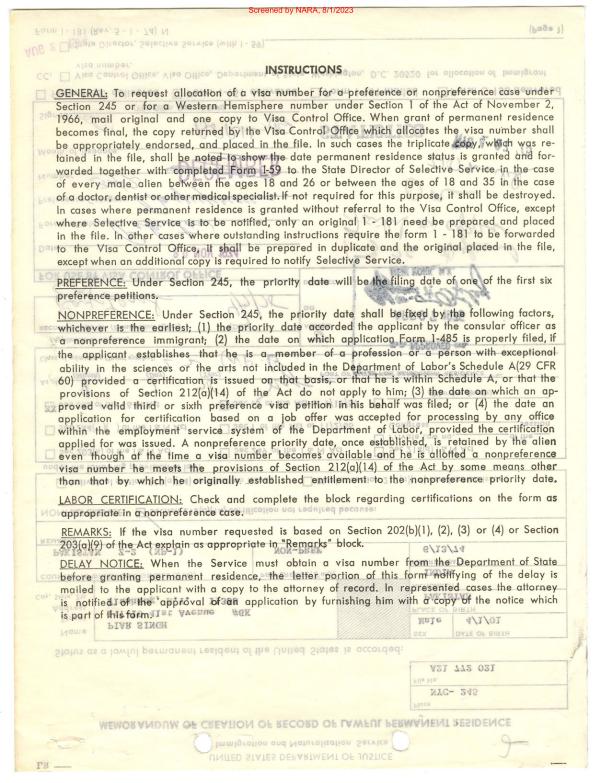 Screened by NARA, 8/1/2023
INSTRUCTIONS
GENERAL: To request allocation of a visa number for a preference or nonpreference case under
Section 245 or for a Western Hemisphere number under Section 1 of the Act of November 2,
1966, mail original and one copy to Visa Control Office. When grant of permanent residence
becomes final, the copy returned by the Visa Control Office which allocates the visa number shall
be appropriately endorsed, and placed in the file. In such cases the triplicate copy, which was re-
tained in the file, shall be noted to show the date permanent residence status is granted and for-
warded together with completed Form I-59 to the State Director of Selective Service in the case
of every male alien between the ages of 18 and 26 or between the ages of 18 and 35 in the case
of a doctor, dentist or other medical specialist. If not required for this purpose, it shall be destroyed.
In cases where permanent residence is granted without referral to the Visa Control Office, except
where Selective Service is to be notified, only an original I - 181 need be prepared and placed
in the file. In other cases where outstanding instructions require the form I - 181 to be forwarded
to the Visa Control Office, it shall be prepared in duplicate and the original placed in the file,
except when an additional copy is required to notify Selective Service.
PREFERENCE: Under Section 245, the priority date will be the filing date of one of the first six
preference petitions.
NONPREFERENCE: Under Section 245, the priority date shall be fixed by the following factors,
whichever is the earliest; (1) the priority date accorded the applicant by the consular officer as
a nonpreference immigrant; (2) the date on which application Form I-485 is properly filed, if
the applicant establishes that he is a member of a profession or a person with exceptional
ability in the sciences or the arts not included in the Department of Labor's Schedule A(29 CFR
60) provided a certification is issued on that basis, or that he is within Schedule A, or that the
provisions of Section 212(a)(14) of the Act do not apply to him; (3) the date on which an ap-
proved valid third or sixth preference visa petition in his behalf was filed; or (4) the date an
application for certification based on a job offer was accepted for processing by any office
within the employment service system of the Department of Labor, provided the certification
applied for was issued. A nonpreference priority date, once established, is retained by the alien
even though at the time a visa number becomes available and he is allotted a nonpreference
visa number he meets the provisions of Section 212(a)(14) of the Act by some means other
than that by which he originally established entitlement to the nonpreference priority date.
LABOR CERTIFICATION: Check and complete the block regarding certifications on the form as
appropriate in a nonpreference case.
REMARKS: If the visa number requested is based on Section 202(b)(1), (2), (3) or (4) or Section
203(a)(9) of the Act explain as appropriate in "Remarks" block.
DELAY NOTICE: When the Service must obtain a visa number from the Department of State
before granting permanent residence, the letter portion of this form notifying of the delay is
mailed to the applicant with a copy to the attorney of record. In represented cases the attorney
is notified of the approval of an application by furnishing him with a copy of the notice which
is part of this form.